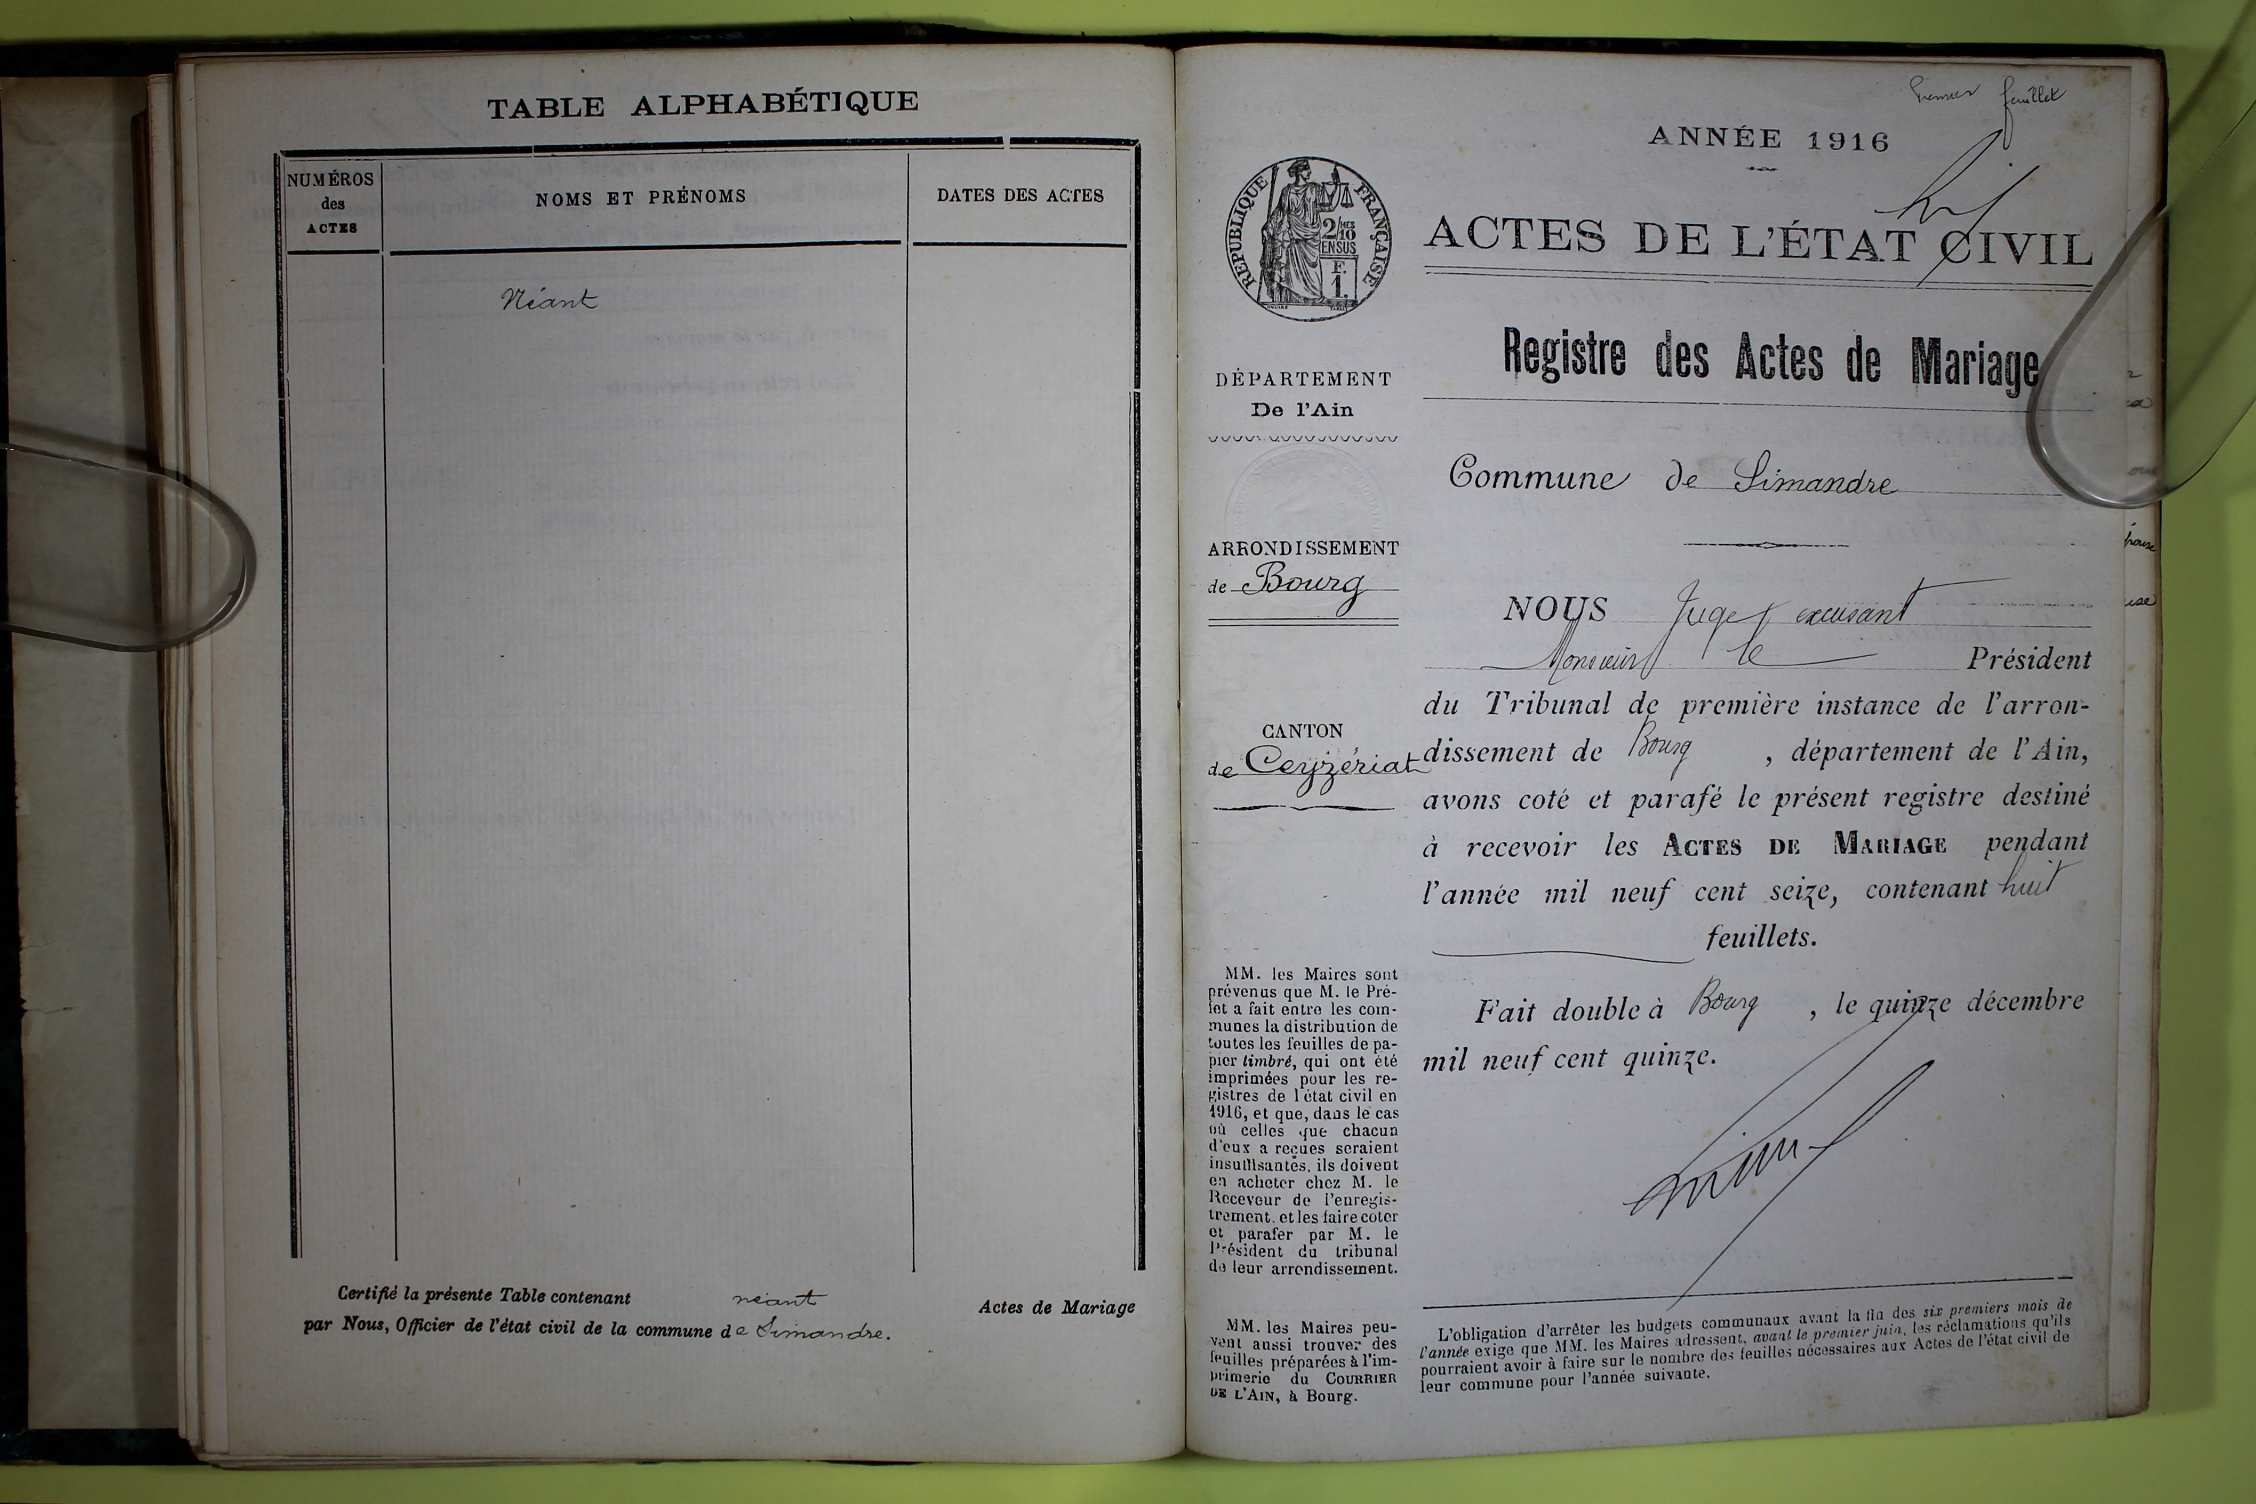 TABLE ALPHABÉTIQUE
NUMÉROS
des
ACTES
NOMS ET PRÉNOMS
DATES DES ACTES
Néant
Certifié la présente Table contenant néant Actes de Mariage
par Nous, Officier de l'état civil de la commune de Simandre.
Premier feuillet
ANNÉE 1916
RÉPUBLIQUE FRANÇAISE
2/MES
10
EN SUS
F.
1.
ACTES DE L'ÉTAT CIVIL
Registre des Actes de Mariage
DÉPARTEMENT
De l'Ain
Commune de Simandre
ARRONDISSEMENT
de Bourg
CANTON
de Ceyzériat
MM. les Maires sont
prévenus que M. le Pré-
fet a fait entre les com-
munes la distribution de
toutes les feuilles de pa-
pier timbré, qui ont été
imprimées pour les re-
gistres de l'état civil en
1916, et que, dans le cas
où celles que chacun
d'eux a reçues seraient
insuffisantes, ils doivent
en acheter chez M. le
Receveur de l'enregis-
trement, et les faire coter
et parafer par M. le
Président du tribunal
de leur arrondissement.
MM. les Maires peu-
vent aussi trouver des
feuilles préparées à l'im-
primerie du COURRIER
DE L'AIN, à Bourg.
NOUS Juge excusant
Monsieur le Président
du Tribunal de première instance de l'arron-
dissement de Bourg, département de l'Ain,
avons coté et parafé le présent registre destiné
à recevoir les ACTES DE MARIAGE pendant
l'année mil neuf cent seize, contenant huit
feuillets.
Fait double à Bourg, le quinze décembre
mil neuf cent quinze.
L'obligation d'arrêter les budgets communaux avant la fin des six premiers mois de
l'année exige que MM. les Maires adressent, avant le premier juin, les réclamations qu'ils
pourraient avoir à faire sur le nombre des feuilles nécessaires aux Actes de l'état civil de
leur commune pour l'année suivante.